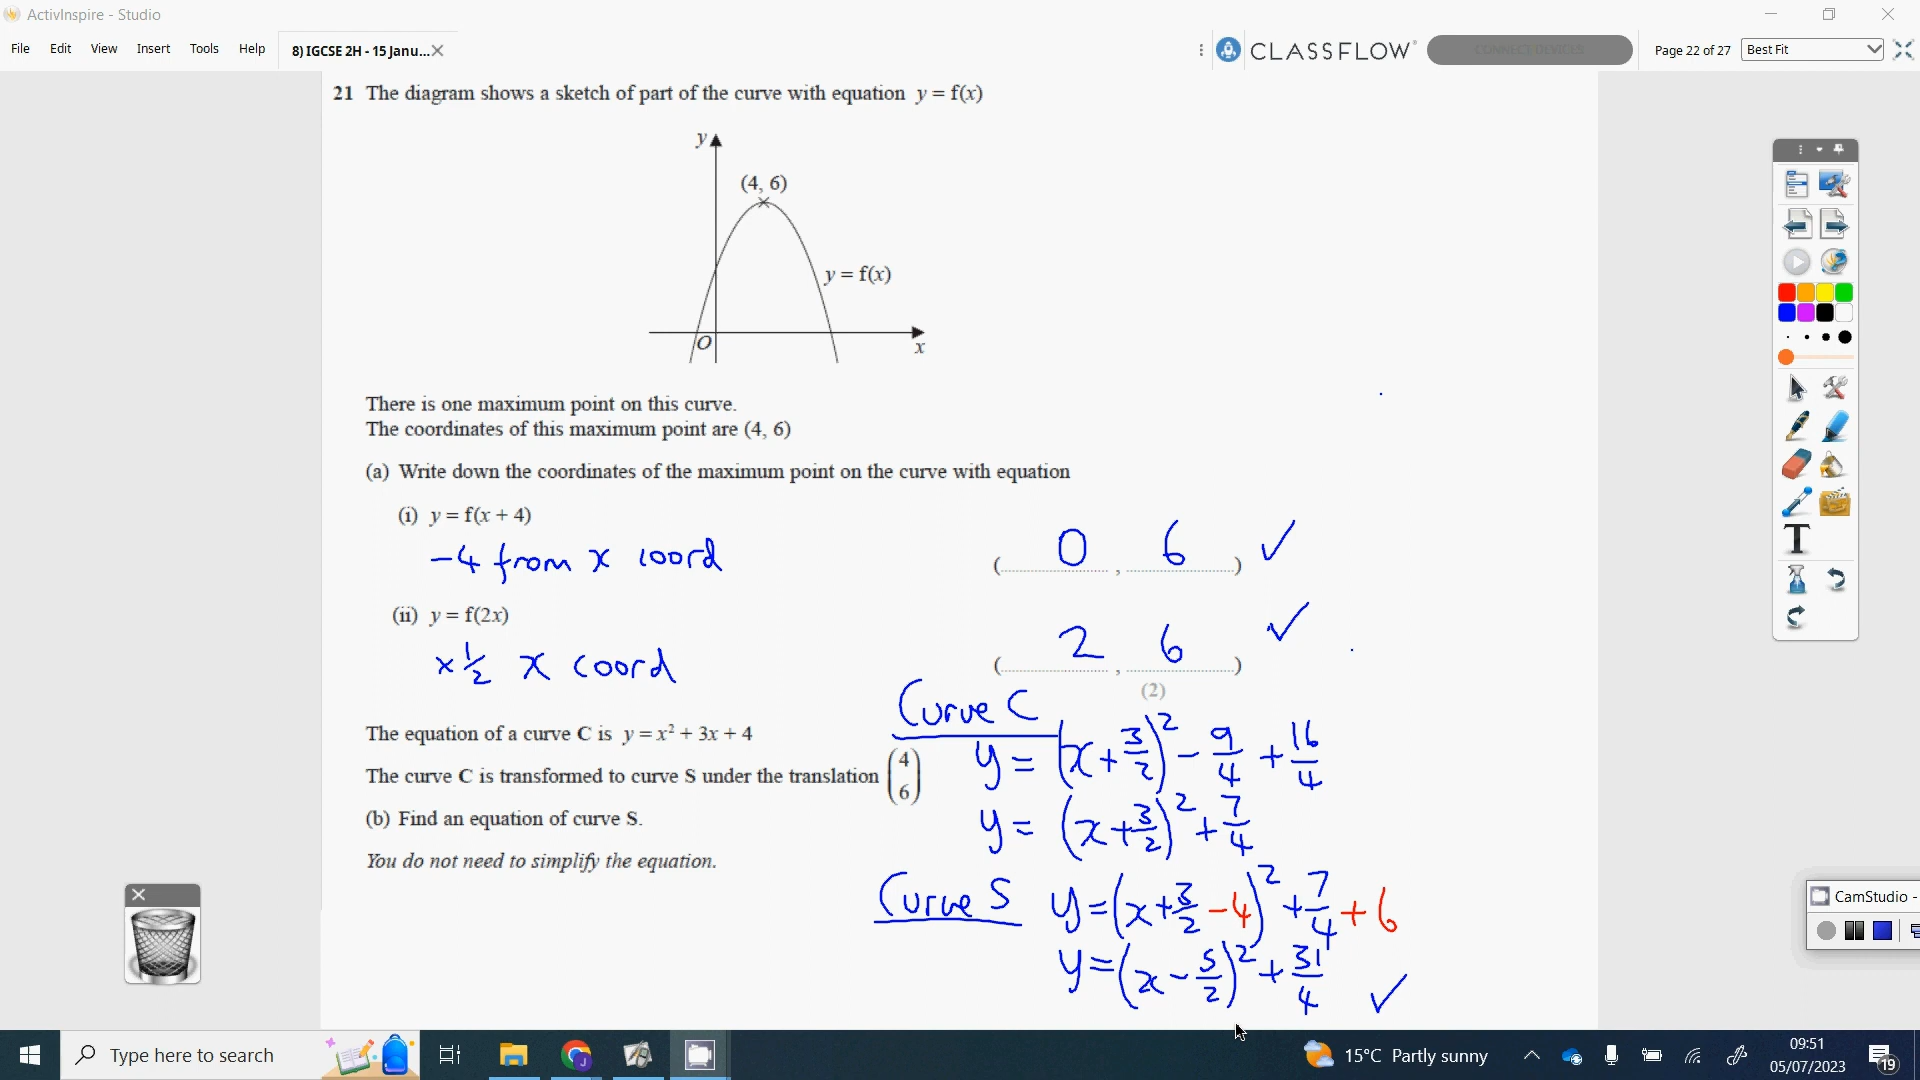 ActivInspire - Studio
File Edit View Insert Tools Help 8) IGCSE 2H - 15 Janu... CLASSFLOW Page 22 of 27 Best Fit
21 The diagram shows a sketch of part of the curve with equation y = f(x)
y
(4, 6)
y = f(x)
O
x
There is one maximum point on this curve.
The coordinates of this maximum point are (4, 6)
(a) Write down the coordinates of the maximum point on the curve with equation
(i) y = f(x + 4)
-4 from x coord
( 0 , 6 ) ✓
(ii) y = f(2x)
×1/2 x coord
( 2 , 6 ) ✓
(2)
The equation of a curve C is y = x² + 3x + 4
The curve C is transformed to curve S under the translation (4 6)
(b) Find an equation of curve S.
You do not need to simplify the equation.
Curve C
y = (x + 3/2)² - 9/4 + 16/4
y = (x + 3/2)² + 7/4
Curve S y = (x + 3/2 - 4)² + 7/4 + 6
y = (x - 5/2)² + 31/4 ✓
T
CamStudio -
Type here to search
15°C Partly sunny
09:51
05/07/2023
19